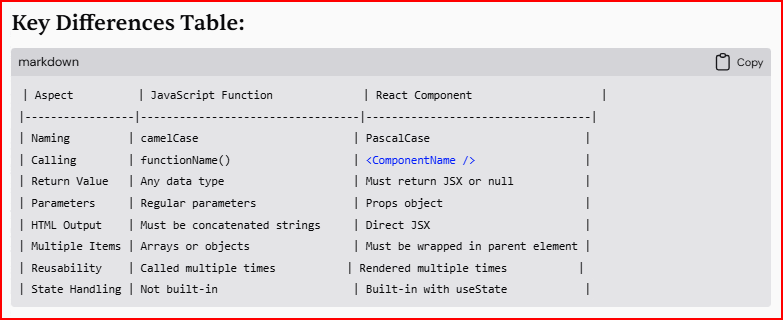 Key Differences Table:
markdown Copy
| Aspect | JavaScript Function | React Component |
|-----------------|-------------------------------|-------------------------------|
| Naming | camelCase | PascalCase |
| Calling | functionName() | <ComponentName /> |
| Return Value | Any data type | Must return JSX or null |
| Parameters | Regular parameters | Props object |
| HTML Output | Must be concatenated strings | Direct JSX |
| Multiple Items | Arrays or objects | Must be wrapped in parent element |
| Reusability | Called multiple times | Rendered multiple times |
| State Handling | Not built-in | Built-in with useState |